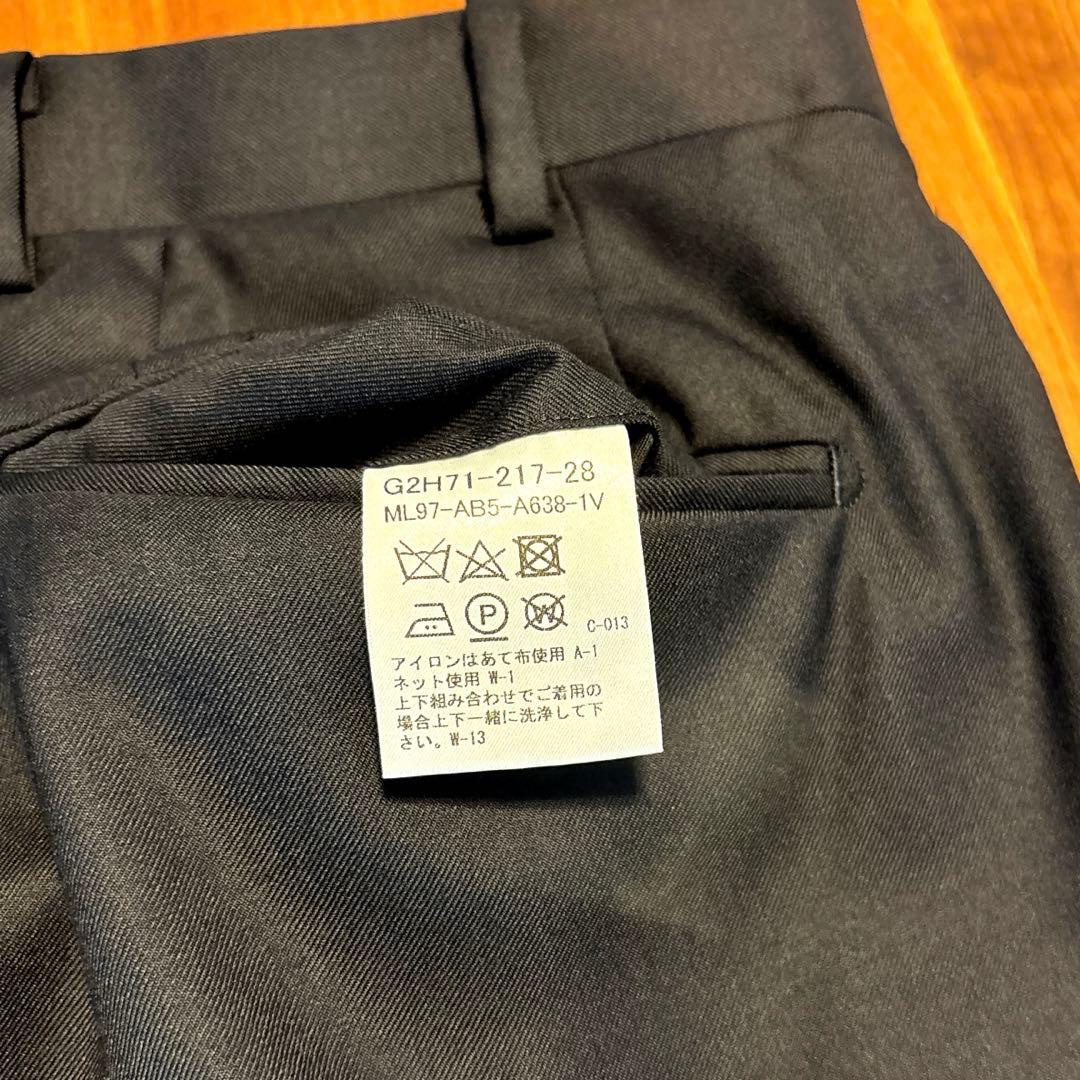 G2H71-217-28
ML97-AB5-A638-1V
P W C-013
アイロンはあて布使用 A-1
ネット使用 W-1
上下組み合わせでご着用の
場合上下一緒に洗浄して下
さい。W-13